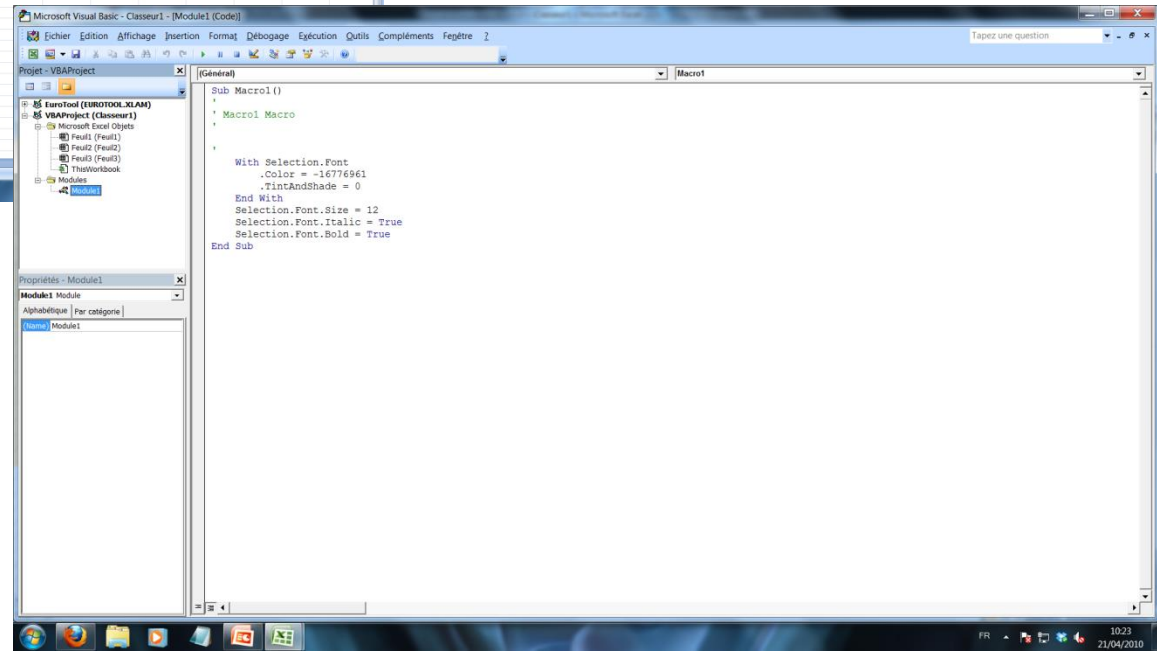 Microsoft Visual Basic - Classeur1 - [Module1 (Code)]
Fichier Edition Affichage Insertion Format Débogage Exécution Outils Compléments Fenêtre ?
Tapez une question
Projet - VBAProject
(Général)
Macro1
EuroTool (EUROTOOL.XLAM)
VBAProject (Classeur1)
Microsoft Excel Objets
Feuil1 (Feuil1)
Feuil2 (Feuil2)
Feuil3 (Feuil3)
ThisWorkbook
Modules
Module1
Sub Macro1()
'
' Macro1 Macro
'
'
With Selection.Font
.Color = -16776961
.TintAndShade = 0
End With
Selection.Font.Size = 12
Selection.Font.Italic = True
Selection.Font.Bold = True
End Sub
Propriétés - Module1
Module1 Module
Alphabétique Par catégorie
(Name) Module1
FR
10:23
21/04/2010